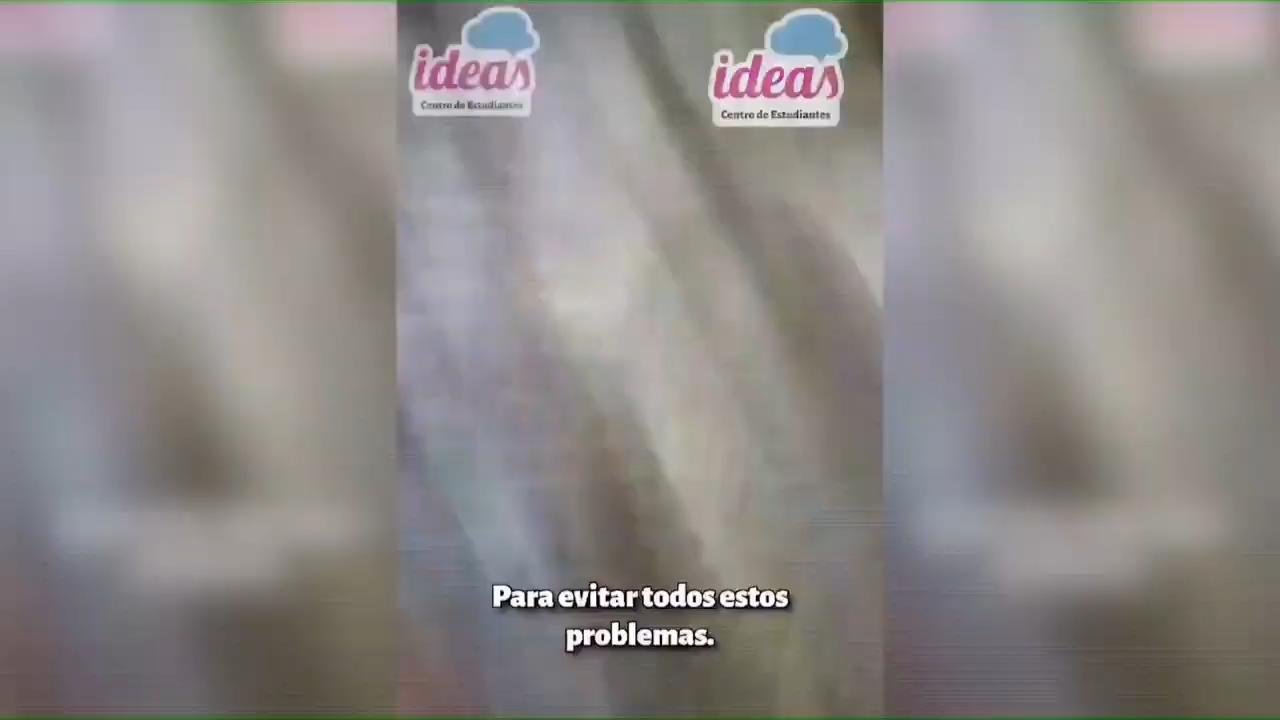 ideas
Centro de Estudiantes
ideas
Centro de Estudiantes
Para evitar todos estos
problemas.